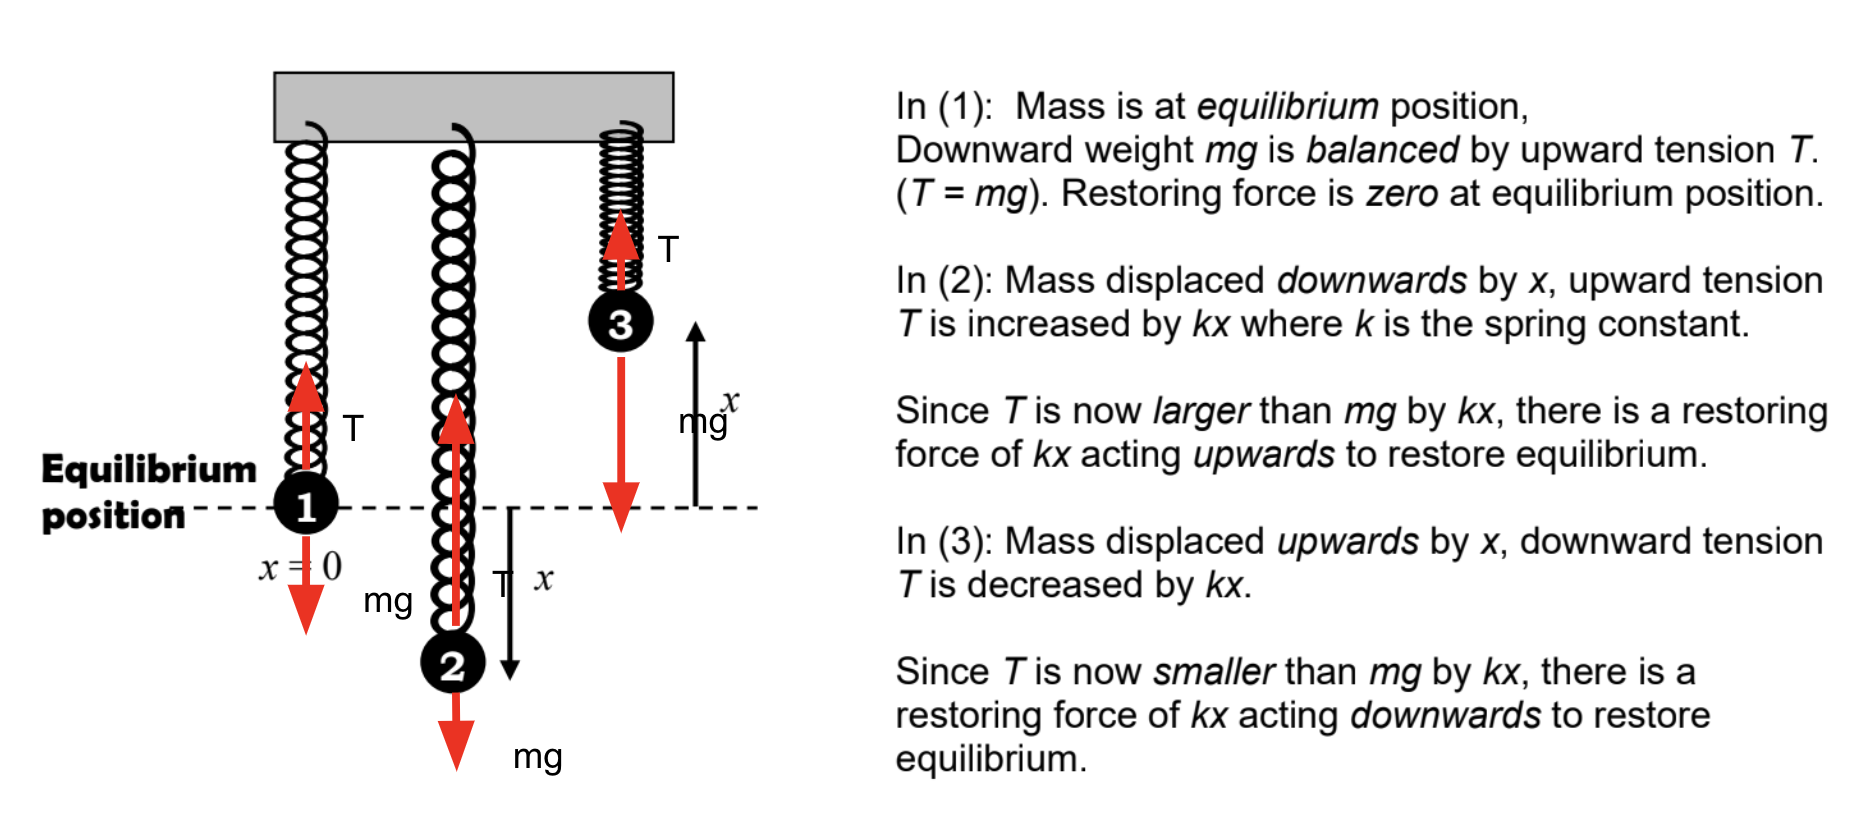 Equilibrium
position
1
2
3
T
T
T
mg
mg
mg
x = 0
x
x
In (1):  Mass is at equilibrium position,
Downward weight mg is balanced by upward tension T.
(T = mg). Restoring force is zero at equilibrium position.
In (2): Mass displaced downwards by x, upward tension
T is increased by kx where k is the spring constant.
Since T is now larger than mg by kx, there is a restoring
force of kx acting upwards to restore equilibrium.
In (3): Mass displaced upwards by x, downward tension
T is decreased by kx.
Since T is now smaller than mg by kx, there is a
restoring force of kx acting downwards to restore
equilibrium.